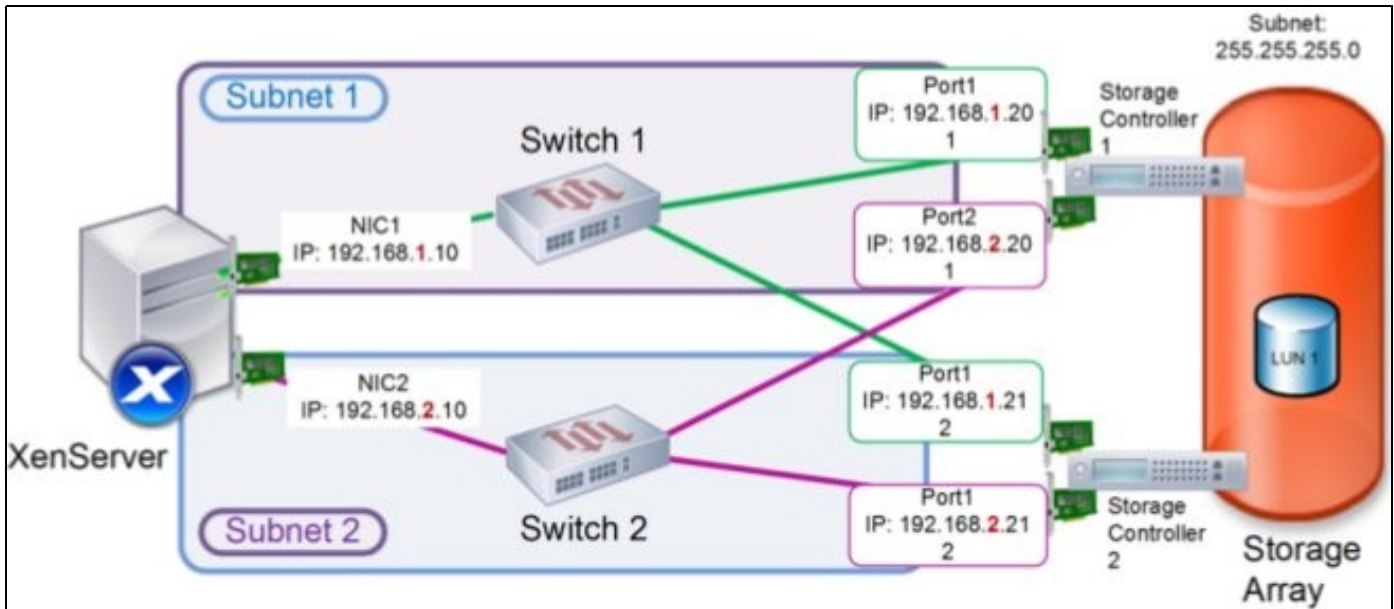 Subnet:
255.255.255.0
Subnet 1
Port1
IP: 192.168.1.20
1
Storage
Controller
1
Switch 1
NIC1
IP: 192.168.1.10
Port2
IP: 192.168.2.20
1
LUN 1
NIC2
IP: 192.168.2.10
Port1
IP: 192.168.1.21
2
XenServer
X
Port1
IP: 192.168.2.21
2
Subnet 2
Switch 2
Storage
Controller
2
Storage
Array